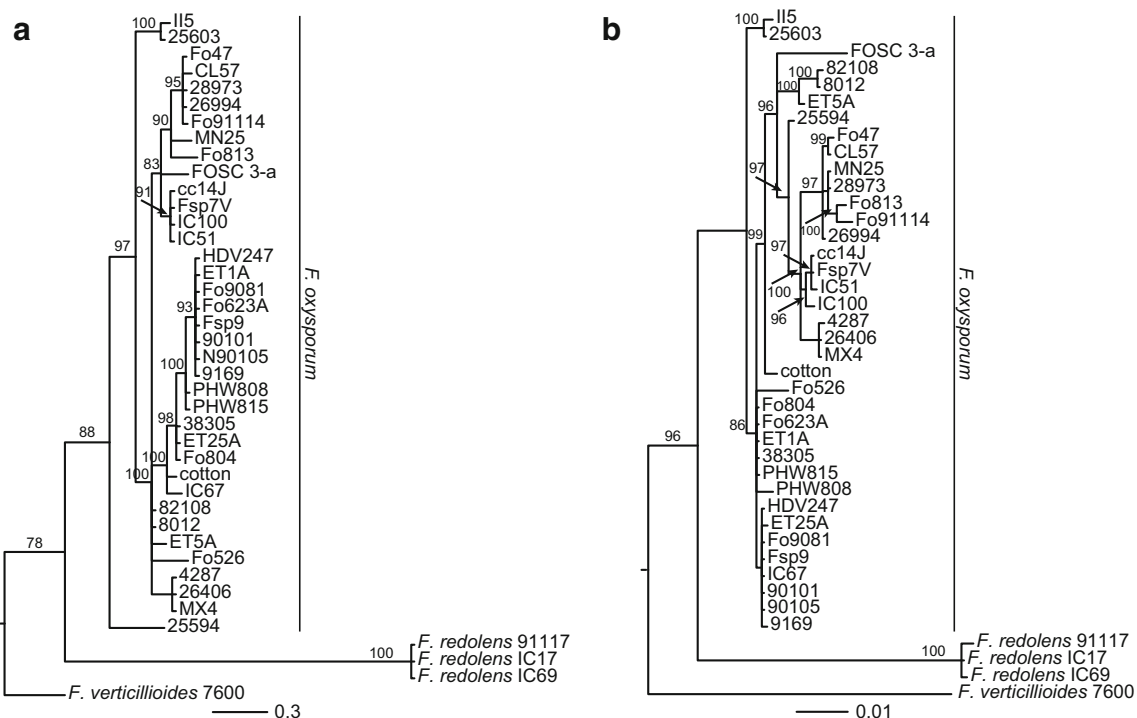 a
100
II5
25603
Fo47
CL57
95
28973
26994
Fo91114
90
MN25
Fo813
83
FOSC 3-a
91
cc14J
Fsp7V
IC100
IC51
97
HDV247
ET1A
Fo9081
93
Fo623A
Fsp9
90101
N90105
100
9169
PHW808
PHW815
98
38305
ET25A
100
Fo804
100
cotton
IC67
82108
8012
ET5A
Fo526
4287
26406
MX4
88
25594
F. oxysporum
78
100
F. redolens 91117
F. redolens IC17
F. redolens IC69
F. verticillioides 7600
0.3
b
100
II5
25603
FOSC 3-a
100
82108
100
8012
ET5A
96
25594
99
Fo47
CL57
97
MN25
97
28973
Fo813
100
Fo91114
26994
99
97
cc14J
Fsp7V
100
IC51
96
IC100
4287
26406
MX4
cotton
Fo526
86
Fo804
Fo623A
ET1A
38305
PHW815
PHW808
HDV247
ET25A
Fo9081
Fsp9
IC67
90101
90105
9169
F. oxysporum
96
100
F. redolens 91117
F. redolens IC17
F. redolens IC69
F. verticillioides 7600
0.01